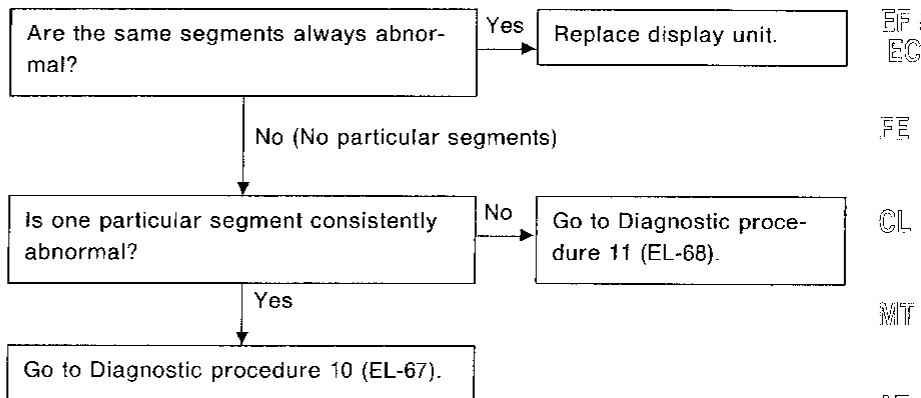 Are the same segments always abnor-
mal?
Yes
Replace display unit.
No (No particular segments)
Is one particular segment consistently
abnormal?
No
Go to Diagnostic proce-
dure 11 (EL-68).
Yes
Go to Diagnostic procedure 10 (EL-67).
EF
EC
FE
CL
MT